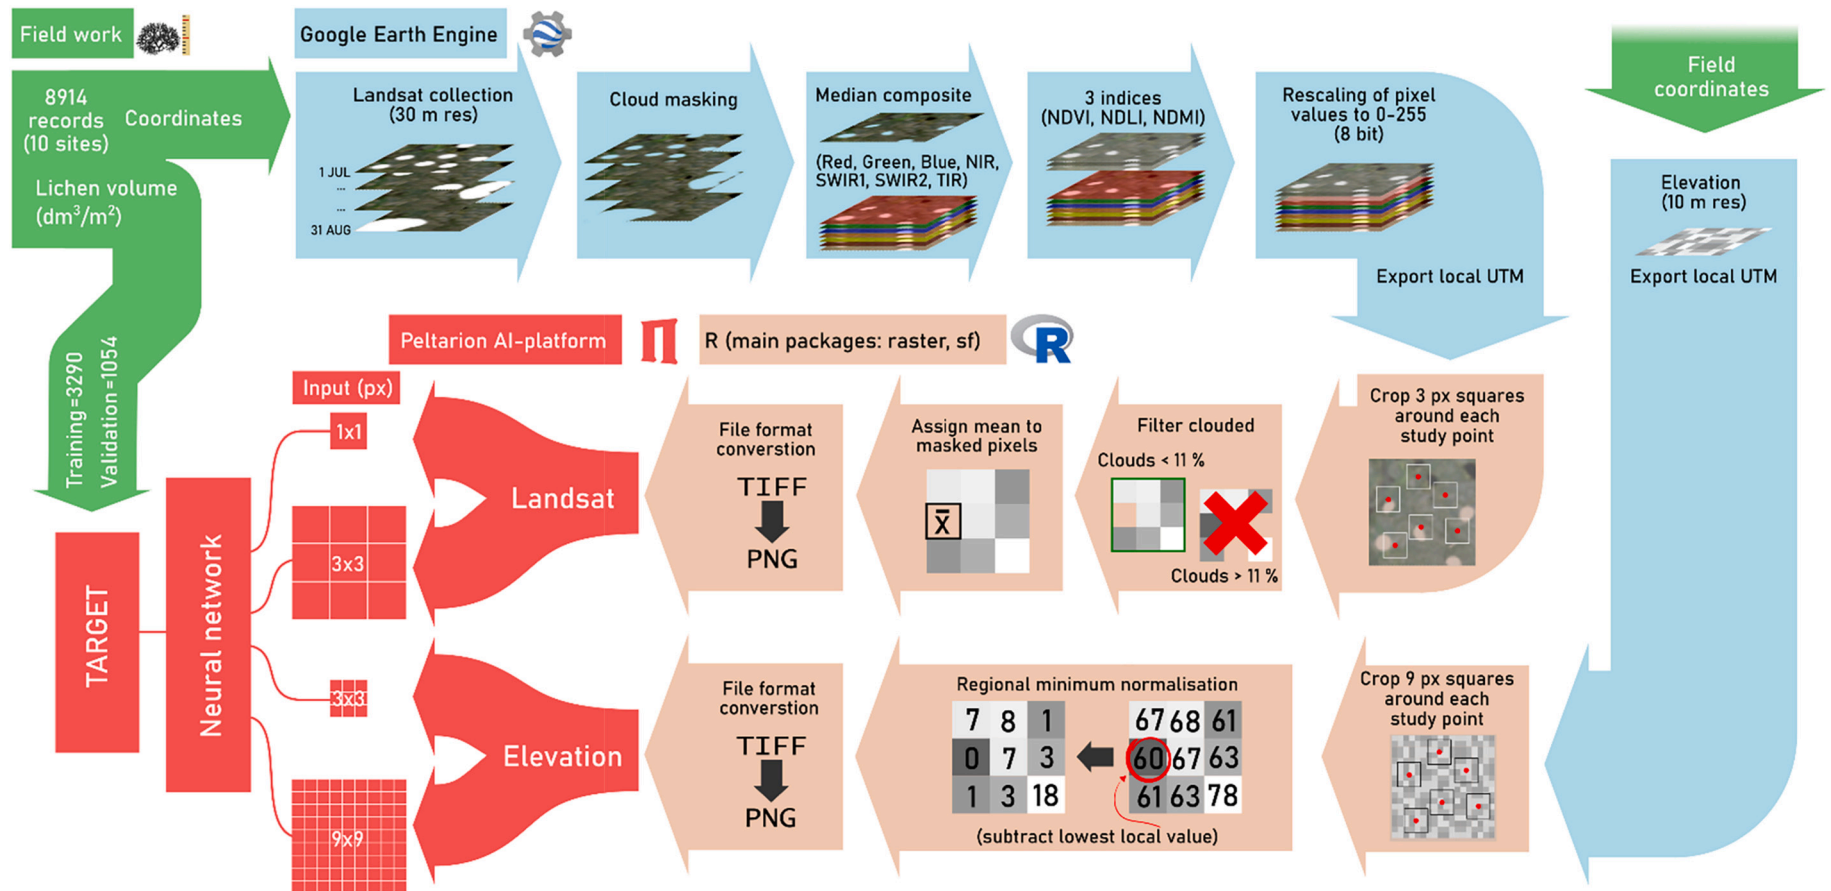 Field work
Google Earth Engine
8914
records
(10 sites)
Coordinates
Lichen volume
(dm³/m²)
Training=3290
Validation=1054
Landsat collection
(30 m res)
1 JUL
...
...
31 AUG
Cloud masking
Median composite
(Red, Green, Blue, NIR,
SWIR1, SWIR2, TIR)
3 indices
(NDVI, NDLI, NDMI)
Rescaling of pixel
values to 0-255
(8 bit)
Export local UTM
Field
coordinates
Elevation
(10 m res)
Export local UTM
Peltarion AI-platform
R (main packages: raster, sf)
R
Input (px)
1x1
3x3
3x3
9x9
TARGET
Neural network
Landsat
File format
converstion
TIFF
PNG
Assign mean to
masked pixels
x̄
Filter clouded
Clouds < 11 %
Clouds > 11 %
Crop 3 px squares
around each
study point
Elevation
File format
converstion
TIFF
PNG
Regional minimum normalisation
7 8 1
0 7 3
1 3 18
67 68 61
60 67 63
61 63 78
(subtract lowest local value)
Crop 9 px squares
around each
study point